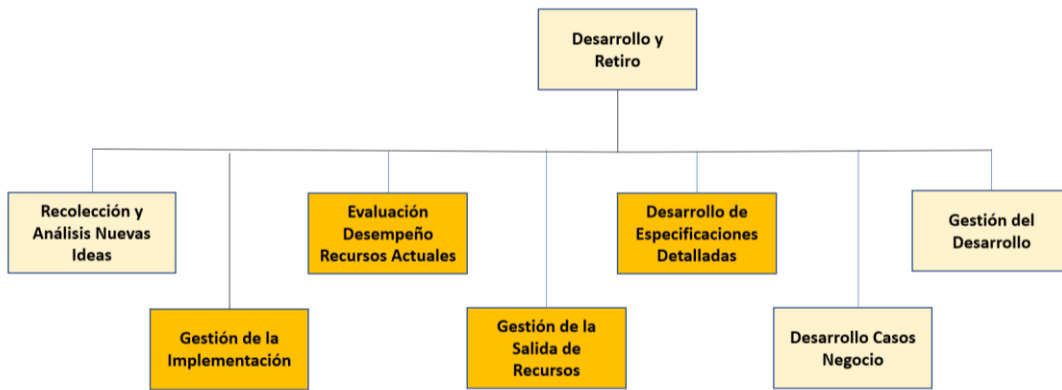 Desarrollo y
Retiro
Recolección y
Análisis Nuevas
Ideas
Evaluación
Desempeño
Recursos Actuales
Desarrollo de
Especificaciones
Detalladas
Gestión del
Desarrollo
Gestión de la
Implementación
Gestión de la
Salida de
Recursos
Desarrollo Casos
Negocio